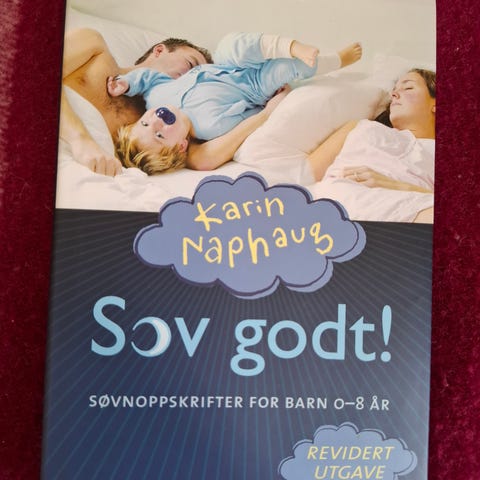 Karin
Naphaug
Sov godt!
SØVNOPPSKRIFTER FOR BARN 0–8 ÅR
REVIDERT
UTGAVE